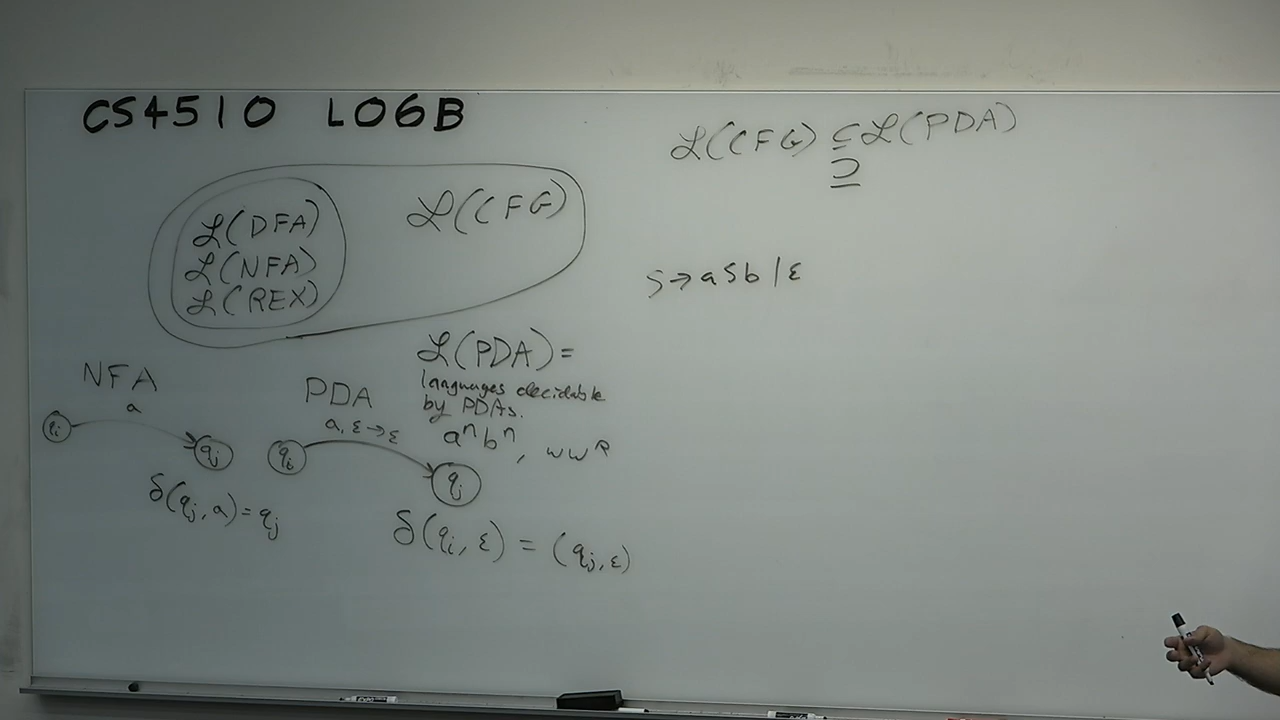 CS4510 L06B
ℒ(DFA)
ℒ(NFA)
ℒ(REX)
ℒ(CFG)
NFA
a
qi
qj
δ(qj, a) = qj
PDA
a, ε → ε
qi
qj
δ(qi, ε) = (qj, ε)
ℒ(PDA) =
languages decidable
by PDAs.
aⁿbⁿ, wwᴿ
ℒ(CFG) ⊆ ℒ(PDA)
⊇
S → aSb | ε